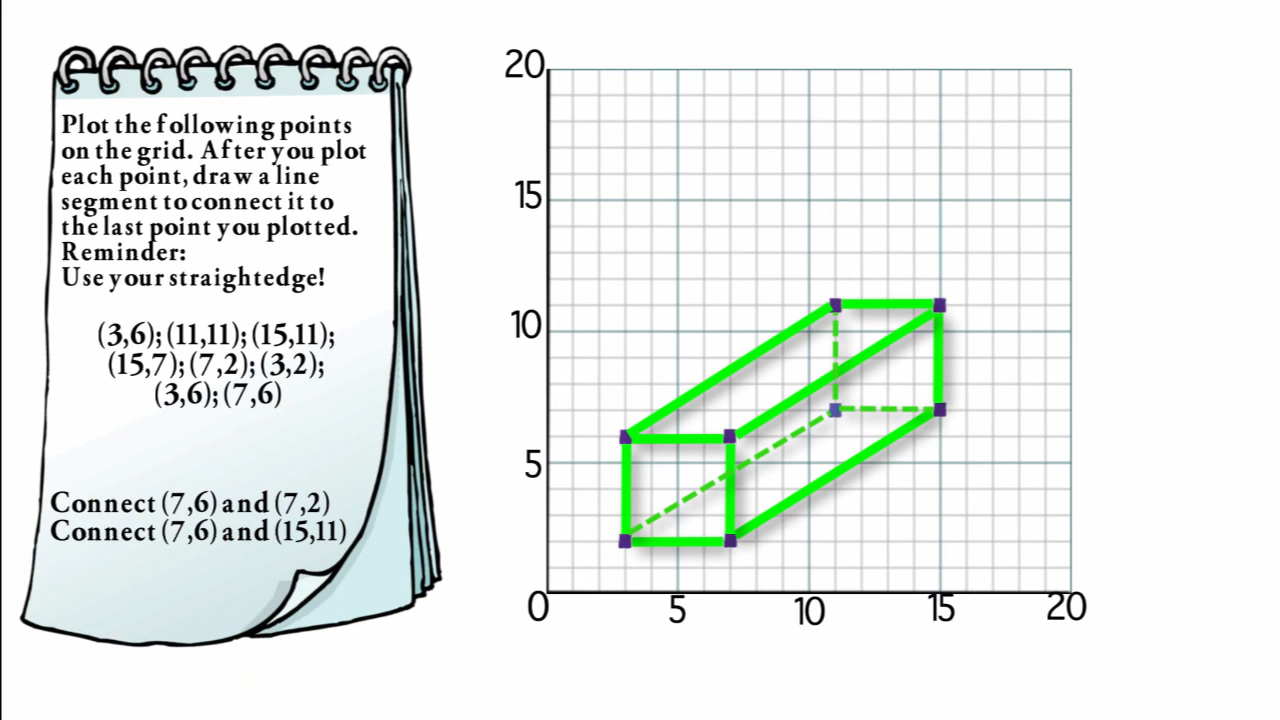 Plot the following points
on the grid. After you plot
each point, draw a line
segment to connect it to
the last point you plotted.
Reminder:
Use your straightedge!
(3,6); (11,11); (15,11);
(15,7); (7,2); (3,2);
(3,6); (7,6)
Connect (7,6) and (7,2)
Connect (7,6) and (15,11)
20
15
10
5
0 5 10 15 20